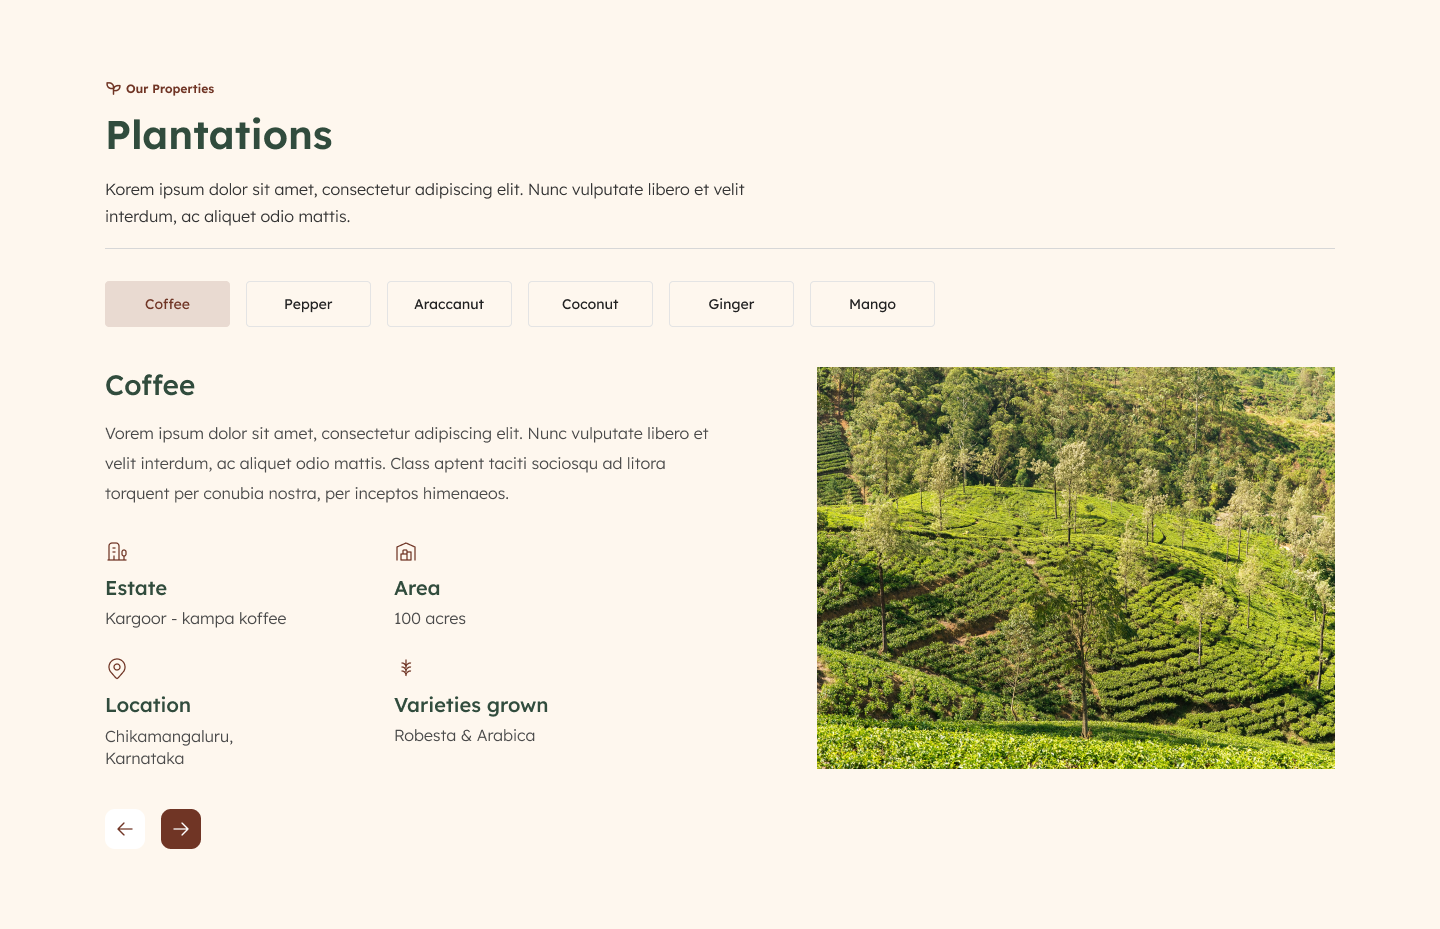 Our Properties
Plantations
Korem ipsum dolor sit amet, consectetur adipiscing elit. Nunc vulputate libero et velit
interdum, ac aliquet odio mattis.
Coffee
Pepper
Araccanut
Coconut
Ginger
Mango
Coffee
Vorem ipsum dolor sit amet, consectetur adipiscing elit. Nunc vulputate libero et
velit interdum, ac aliquet odio mattis. Class aptent taciti sociosqu ad litora
torquent per conubia nostra, per inceptos himenaeos.
Estate
Kargoor - kampa koffee
Area
100 acres
Location
Chikamangaluru,
Karnataka
Varieties grown
Robesta & Arabica